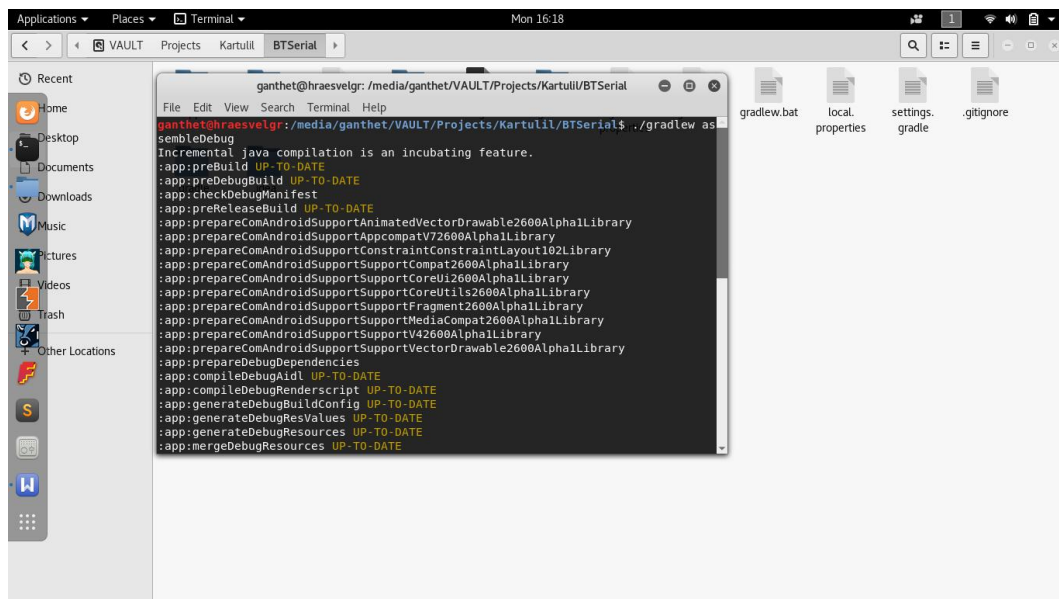 Applications Places Terminal Mon 16:18 1
VAULT Projects Kartulil BTSerial
Recent
Home
Desktop
Documents
Downloads
Music
Pictures
Videos
Trash
+ Other Locations
ganthet@hraesvelgr: /media/ganthet/VAULT/Projects/Kartulil/BTSerial
File Edit View Search Terminal Help
ganthet@hraesvelgr:/media/ganthet/VAULT/Projects/Kartulil/BTSerial$ ./gradlew as
sembleDebug
Incremental java compilation is an incubating feature.
:app:preBuild UP-TO-DATE
:app:preDebugBuild UP-TO-DATE
:app:checkDebugManifest
:app:preReleaseBuild UP-TO-DATE
:app:prepareComAndroidSupportAnimatedVectorDrawable2600Alpha1Library
:app:prepareComAndroidSupportAppcompatV72600Alpha1Library
:app:prepareComAndroidSupportConstraintConstraintLayout102Library
:app:prepareComAndroidSupportSupportCompat2600Alpha1Library
:app:prepareComAndroidSupportSupportCoreUi2600Alpha1Library
:app:prepareComAndroidSupportSupportCoreUtils2600Alpha1Library
:app:prepareComAndroidSupportSupportFragment2600Alpha1Library
:app:prepareComAndroidSupportSupportMediaCompat2600Alpha1Library
:app:prepareComAndroidSupportSupportV42600Alpha1Library
:app:prepareComAndroidSupportSupportVectorDrawable2600Alpha1Library
:app:prepareDebugDependencies
:app:compileDebugAidl UP-TO-DATE
:app:compileDebugRenderscript UP-TO-DATE
:app:generateDebugBuildConfig UP-TO-DATE
:app:generateDebugResValues UP-TO-DATE
:app:generateDebugResources UP-TO-DATE
:app:mergeDebugResources UP-TO-DATE
gradlew.bat
local.
properties
settings.
gradle
.gitignore